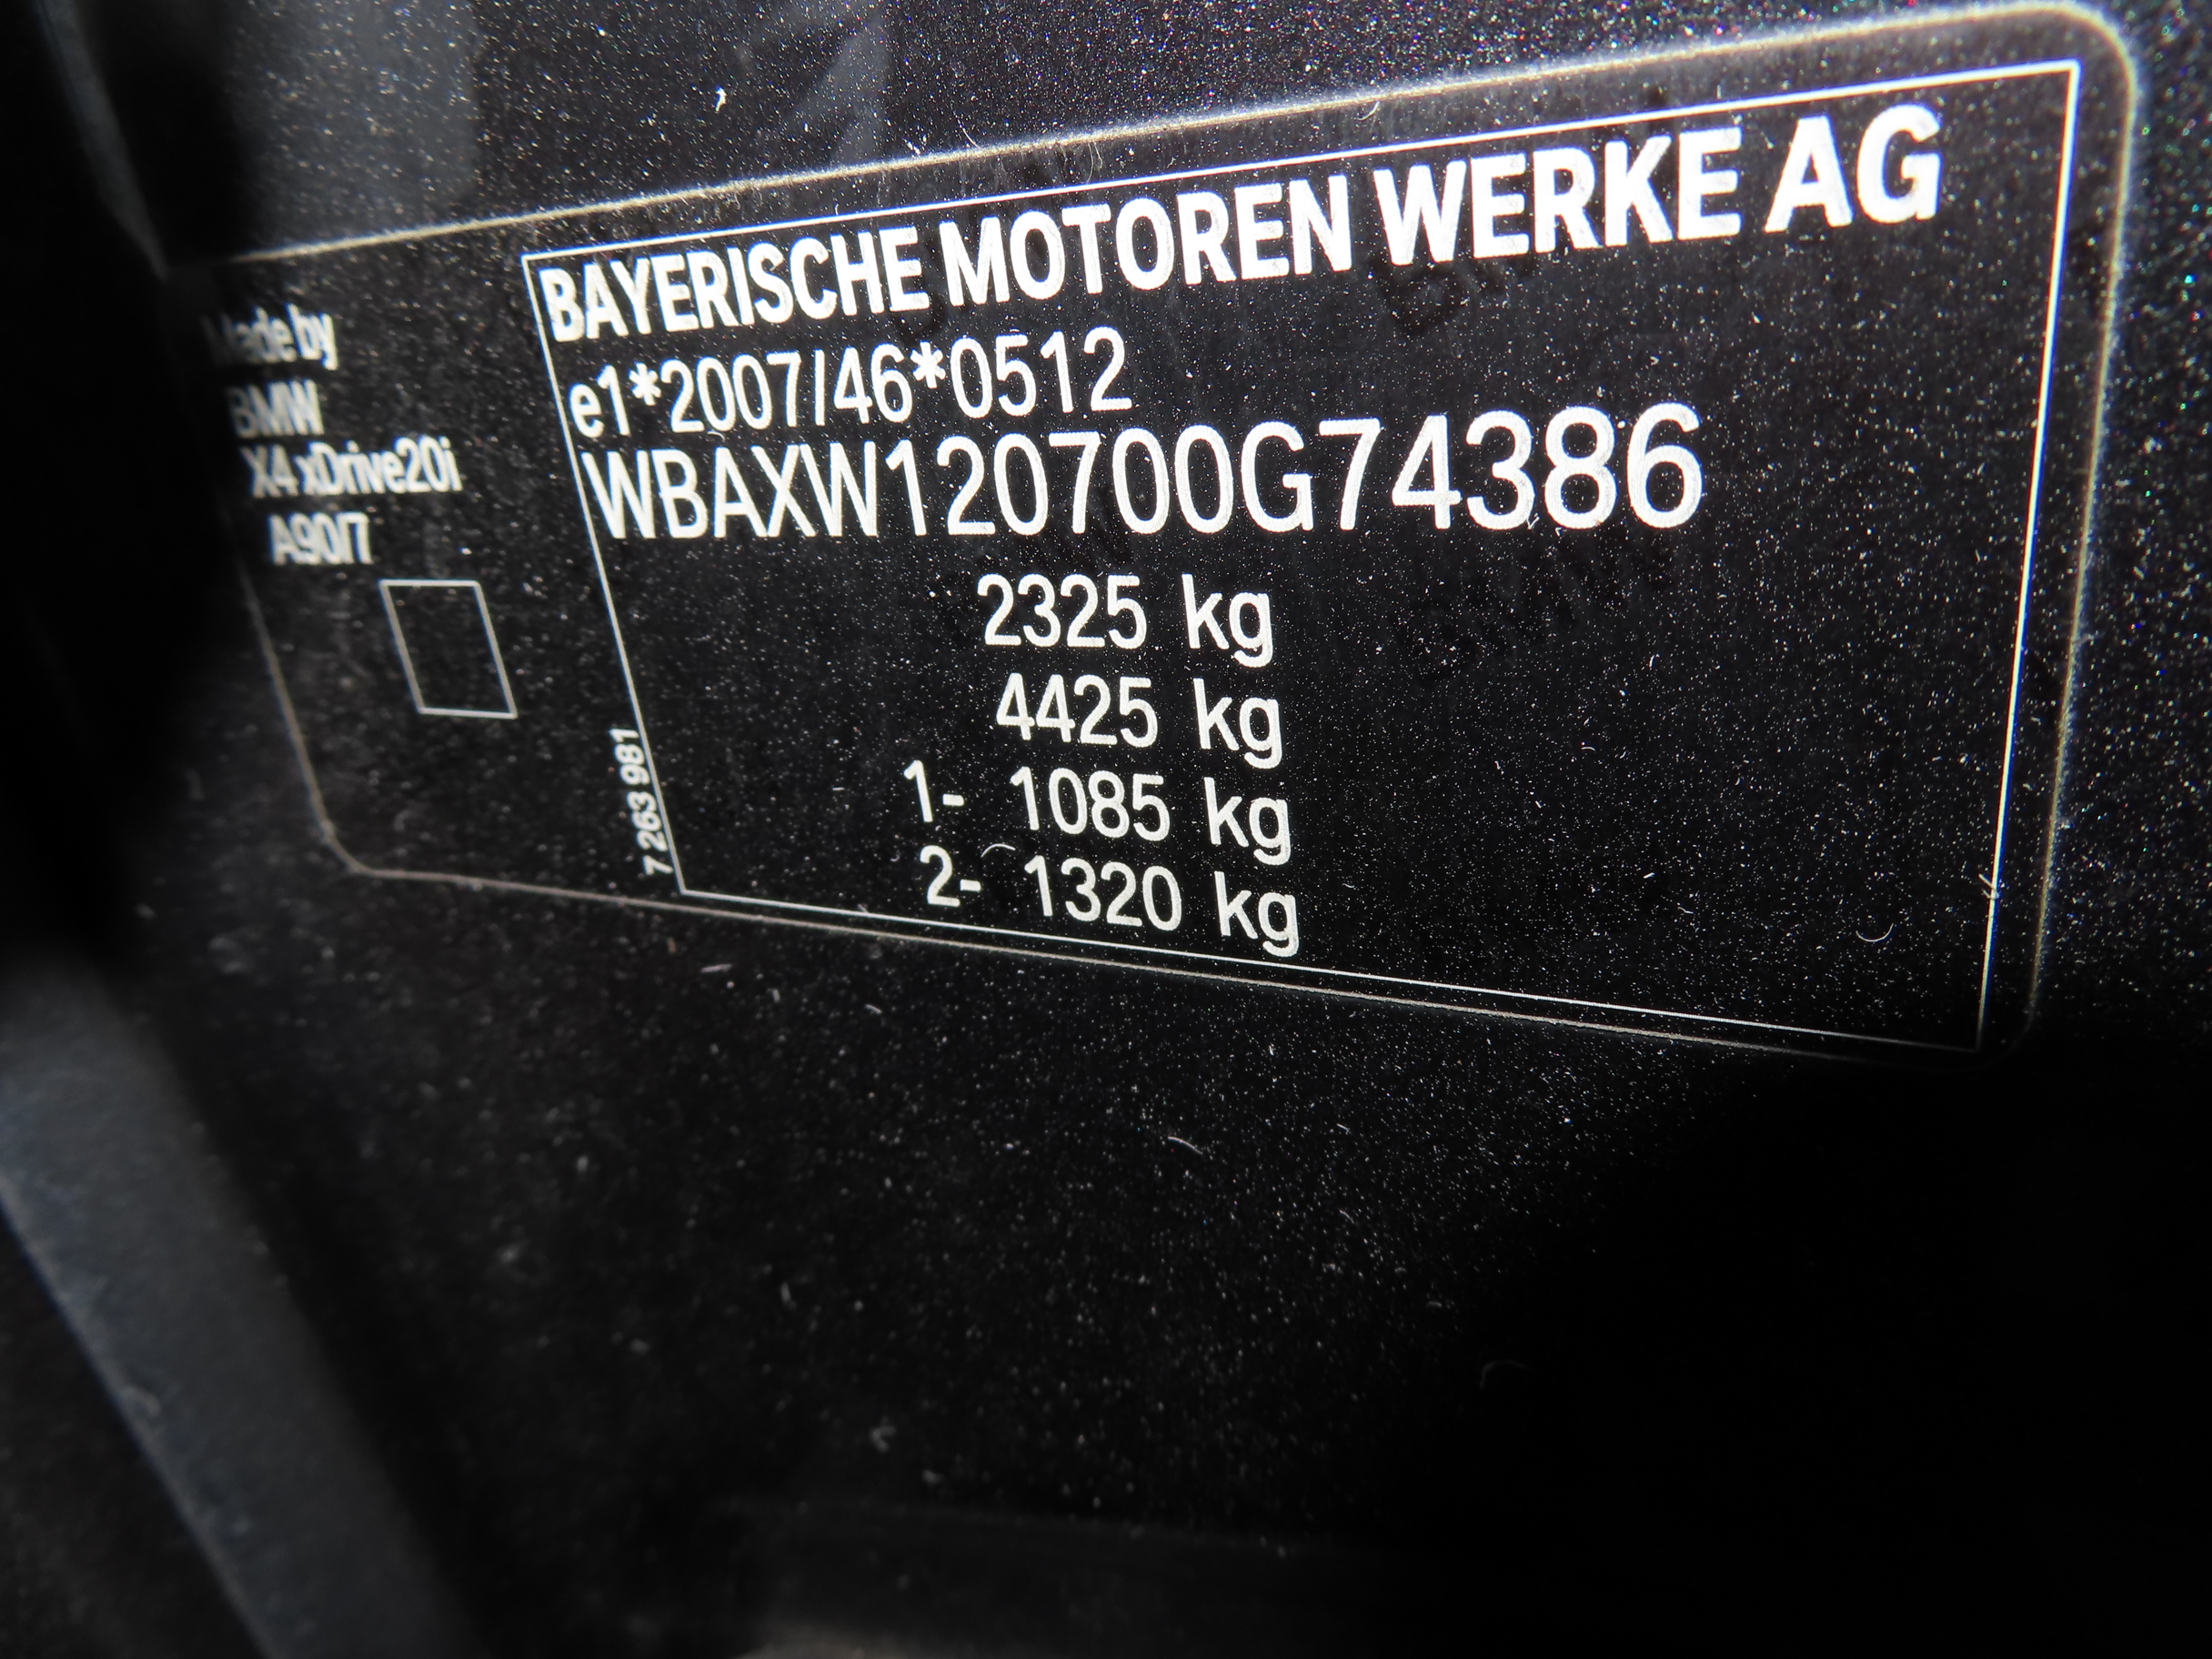 Made by
BMW
X4 xDrive20i
A90/7
BAYERISCHE MOTOREN WERKE AG
e1*2007/46*0512
WBAXW120700G74386
2325 kg
4425 kg
1- 1085 kg
2- 1320 kg
7 263 981